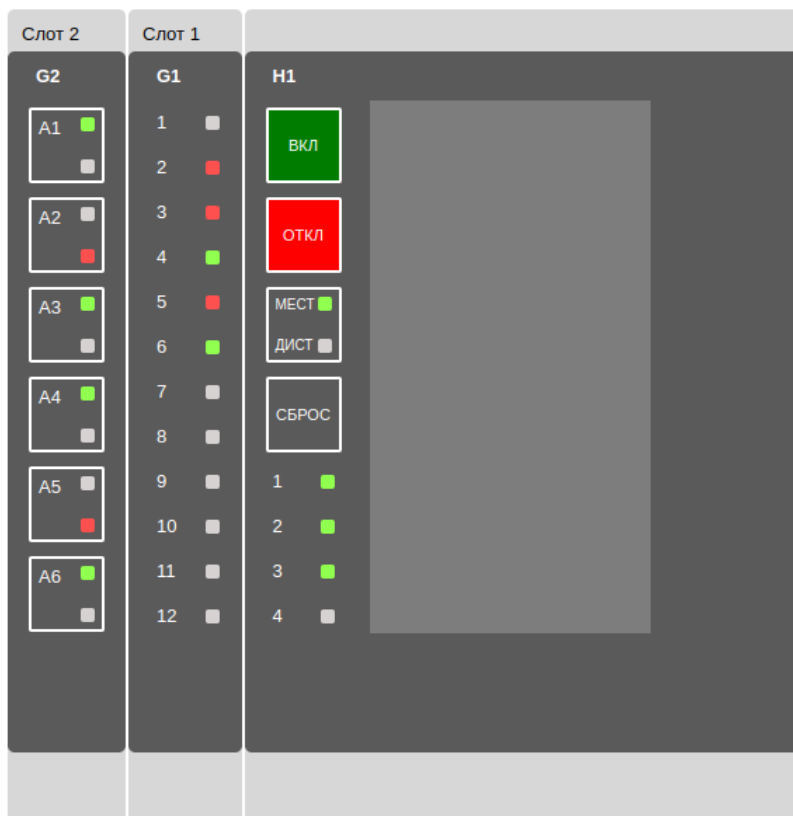 Слот 2
Слот 1
G2
G1
H1
A1
A2
A3
A4
A5
A6
1
2
3
4
5
6
7
8
9
10
11
12
ВКЛ
ОТКЛ
МЕСТ
ДИСТ
СБРОС
1
2
3
4